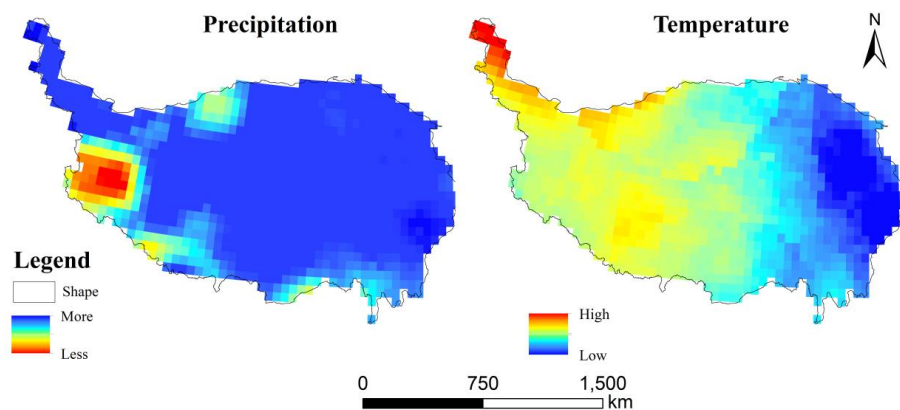 Precipitation
Temperature
N
Legend
Shape
More
Less
High
Low
0 750 1,500
km